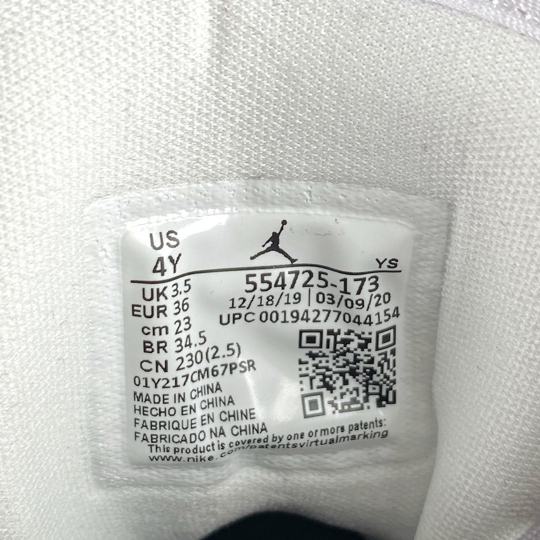 US
4Y
YS
UK 3.5
EUR 36
cm 23
BR 34.5
CN 230(2.5)
554725-173
12/18/19 | 03/09/20
UPC 00194277044154
01Y217CM67PSR
MADE IN CHINA
HECHO EN CHINA
FABRIQUE EN CHINE
FABRICADO NA CHINA
This product is covered by one or more patents:
www.nike.com/patentsvirtualmarking